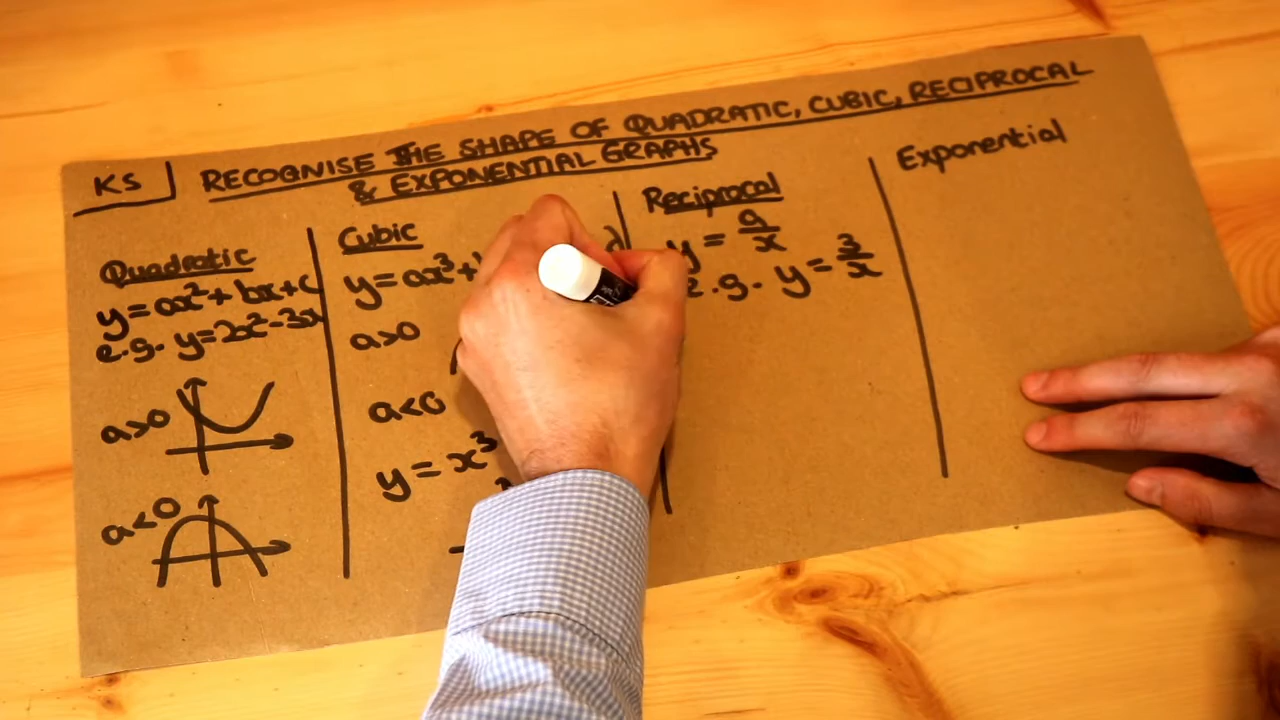 KS
RECOGNISE THE SHAPE OF QUADRATIC, CUBIC, RECIPROCAL
& EXPONENTIAL GRAPHS
Quadratic
y=ax²+bx+c
e.g. y=2x²-3x
a>0
a<0
Cubic
y=ax³+
a>0
a<0
y=x³
Reciprocal
y=a/x
e.g. y=3/x
Exponential